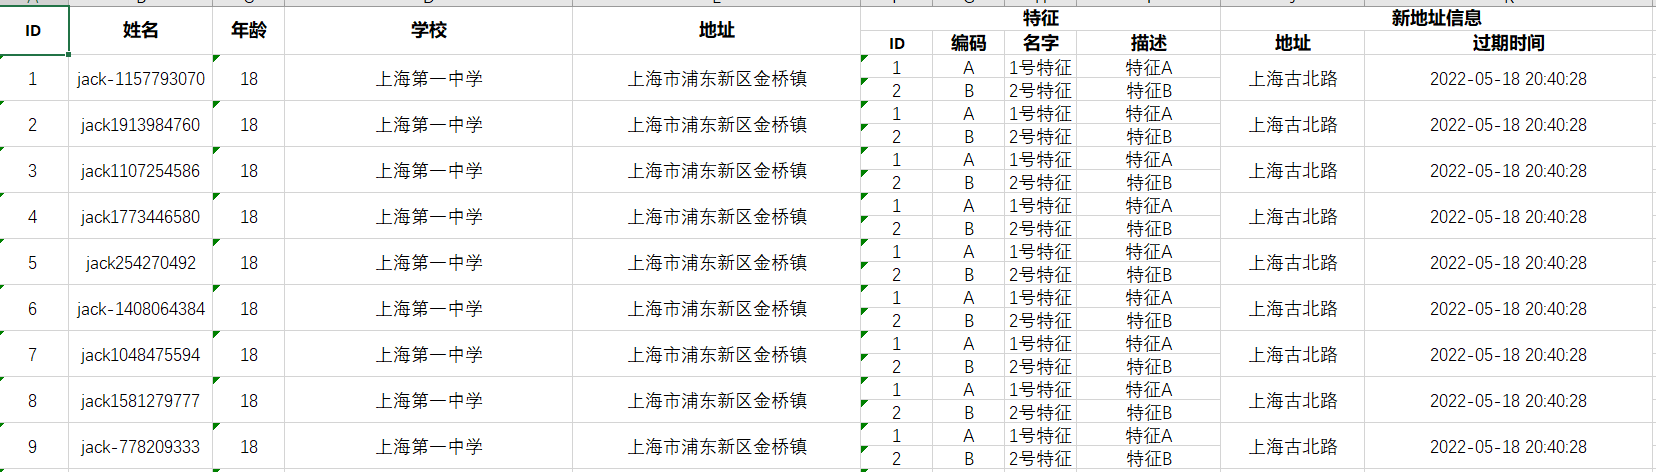 特征 新地址信息
ID 姓名 年龄 学校 地址 ID 编码 名字 描述 地址 过期时间
1 jack-1157793070 18 上海第一中学 上海市浦东新区金桥镇 1 A 1号特征 特征A 上海古北路 2022-05-18 20:40:28
2 B 2号特征 特征B
2 jack1913984760 18 上海第一中学 上海市浦东新区金桥镇 1 A 1号特征 特征A 上海古北路 2022-05-18 20:40:28
2 B 2号特征 特征B
3 jack1107254586 18 上海第一中学 上海市浦东新区金桥镇 1 A 1号特征 特征A 上海古北路 2022-05-18 20:40:28
2 B 2号特征 特征B
4 jack1773446580 18 上海第一中学 上海市浦东新区金桥镇 1 A 1号特征 特征A 上海古北路 2022-05-18 20:40:28
2 B 2号特征 特征B
5 jack254270492 18 上海第一中学 上海市浦东新区金桥镇 1 A 1号特征 特征A 上海古北路 2022-05-18 20:40:28
2 B 2号特征 特征B
6 jack-1408064384 18 上海第一中学 上海市浦东新区金桥镇 1 A 1号特征 特征A 上海古北路 2022-05-18 20:40:28
2 B 2号特征 特征B
7 jack1048475594 18 上海第一中学 上海市浦东新区金桥镇 1 A 1号特征 特征A 上海古北路 2022-05-18 20:40:28
2 B 2号特征 特征B
8 jack1581279777 18 上海第一中学 上海市浦东新区金桥镇 1 A 1号特征 特征A 上海古北路 2022-05-18 20:40:28
2 B 2号特征 特征B
9 jack-778209333 18 上海第一中学 上海市浦东新区金桥镇 1 A 1号特征 特征A 上海古北路 2022-05-18 20:40:28
2 B 2号特征 特征B